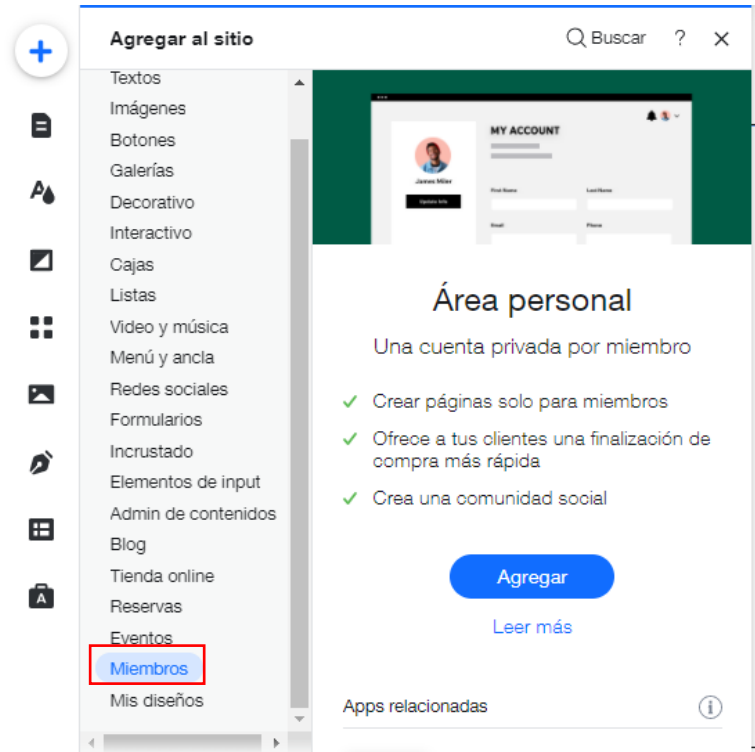 Agregar al sitio
Buscar
?
Textos
Imágenes
Botones
Galerías
Decorativo
Interactivo
Cajas
Listas
Video y música
Menú y ancla
Redes sociales
Formularios
Incrustado
Elementos de input
Admin de contenidos
Blog
Tienda online
Reservas
Eventos
Miembros
Mis diseños
MY ACCOUNT
James Miler
Update Info
First Name
Last Name
Email
Phone
Área personal
Una cuenta privada por miembro
Crear páginas solo para miembros
Ofrece a tus clientes una finalización de
compra más rápida
Crea una comunidad social
Agregar
Leer más
Apps relacionadas
i
A